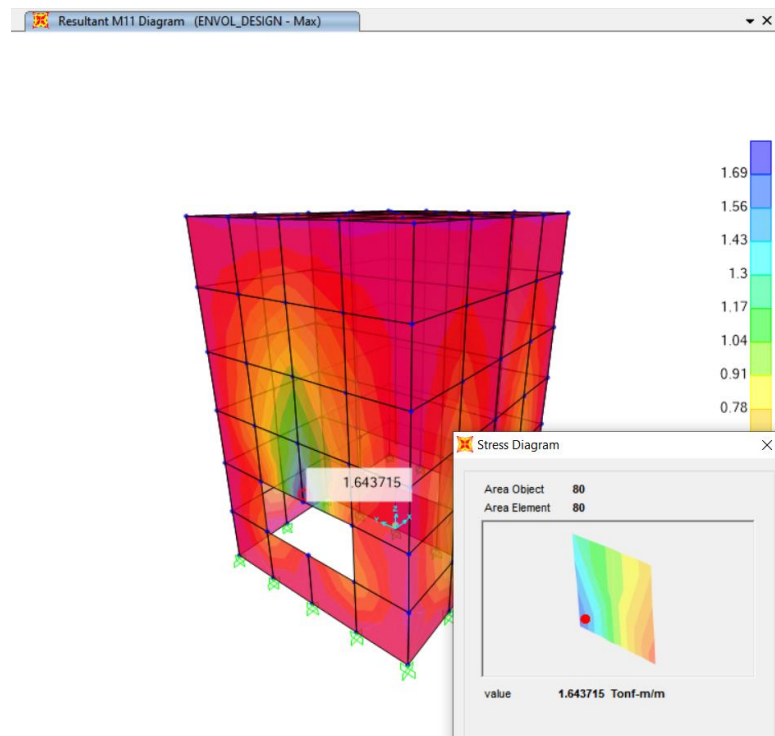 Resultant M11 Diagram (ENVOL_DESIGN - Max)
1.69
1.56
1.43
1.3
1.17
1.04
0.91
0.78
1.643715
Z
Y X
Stress Diagram
Area Object 80
Area Element 80
value 1.643715 Tonf-m/m